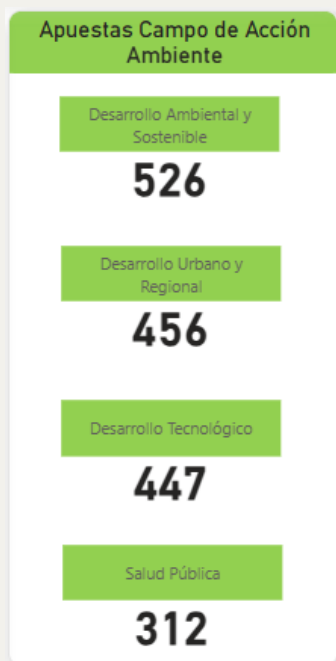 Apuestas Campo de Acción
Ambiente
Desarrollo Ambiental y
Sostenible
526
Desarrollo Urbano y
Regional
456
Desarrollo Tecnológico
447
Salud Pública
312